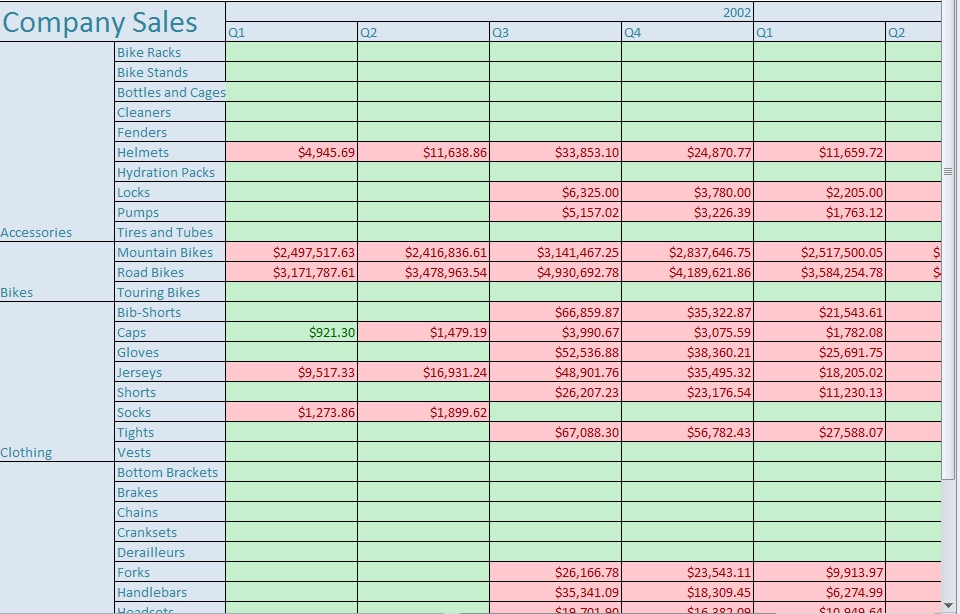 Company Sales
2002
Q1 Q2 Q3 Q4 Q1 Q2
Bike Racks
Bike Stands
Bottles and Cages
Cleaners
Fenders
Helmets $4,945.69 $11,638.86 $33,853.10 $24,870.77 $11,659.72
Hydration Packs
Locks $6,325.00 $3,780.00 $2,205.00
Pumps $5,157.02 $3,226.39 $1,763.12
Accessories Tires and Tubes
Mountain Bikes $2,497,517.63 $2,416,836.61 $3,141,467.25 $2,837,646.75 $2,517,500.05 $
Road Bikes $3,171,787.61 $3,478,963.54 $4,930,692.78 $4,189,621.86 $3,584,254.78 $
Bikes Touring Bikes
Bib-Shorts $66,859.87 $35,322.87 $21,543.61
Caps $921.30 $1,479.19 $3,990.67 $3,075.59 $1,782.08
Gloves $52,536.88 $38,360.21 $25,691.75
Jerseys $9,517.33 $16,931.24 $48,901.76 $35,495.32 $18,205.02
Shorts $26,207.23 $23,176.54 $11,230.13
Socks $1,273.86 $1,899.62
Tights $67,088.30 $56,782.43 $27,588.07
Clothing Vests
Bottom Brackets
Brakes
Chains
Cranksets
Derailleurs
Forks $26,166.78 $23,543.11 $9,913.97
Handlebars $35,341.09 $18,309.45 $6,274.99
Headsets $19,701.90 $16,382.09 $10,949.64